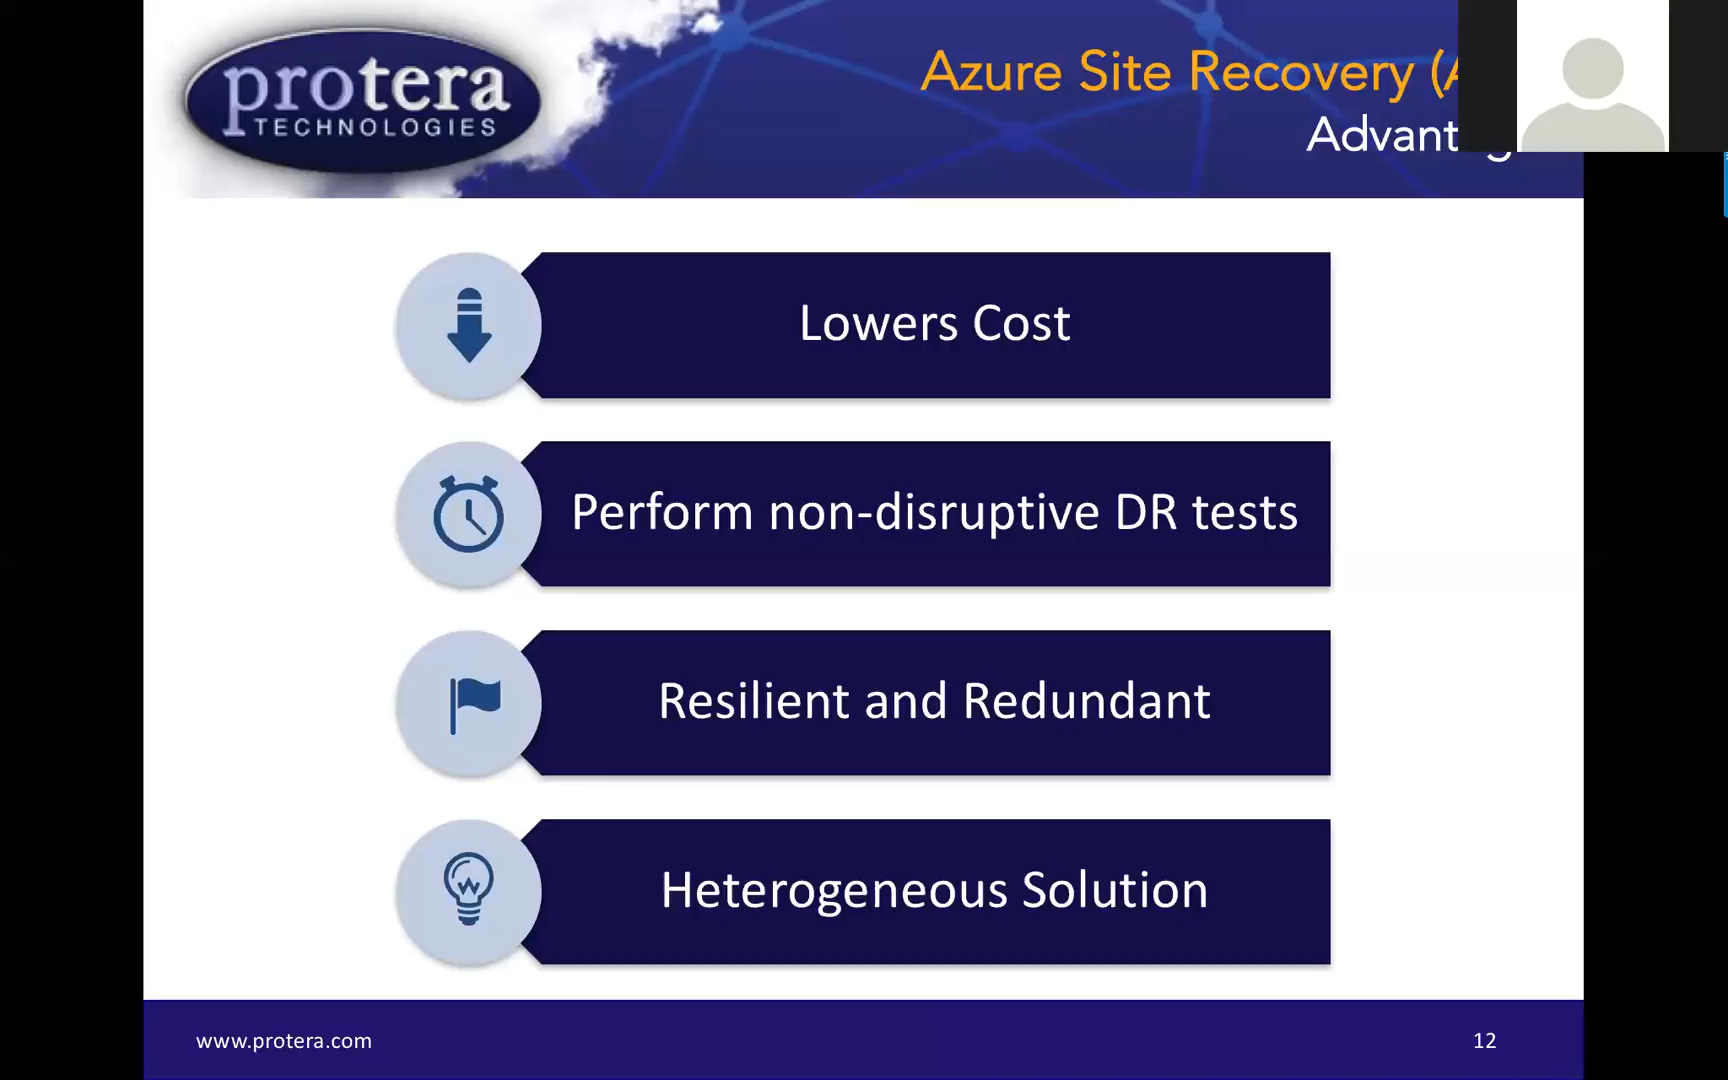 protera
TECHNOLOGIES
Azure Site Recovery
Lowers Cost
Perform non-disruptive DR tests
Resilient and Redundant
Heterogeneous Solution
www.protera.com
12